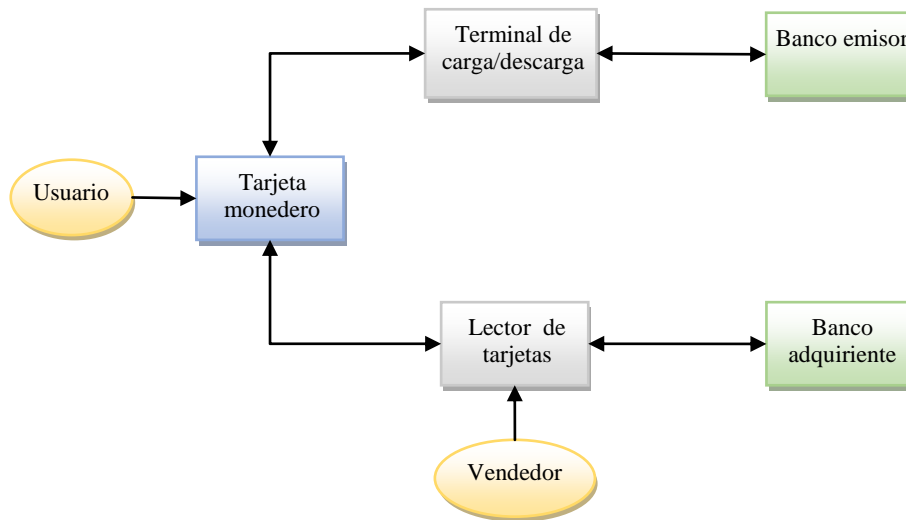 Terminal de
carga/descarga
Banco emisor
Usuario
Tarjeta
monedero
Lector de
tarjetas
Banco
adquiriente
Vendedor